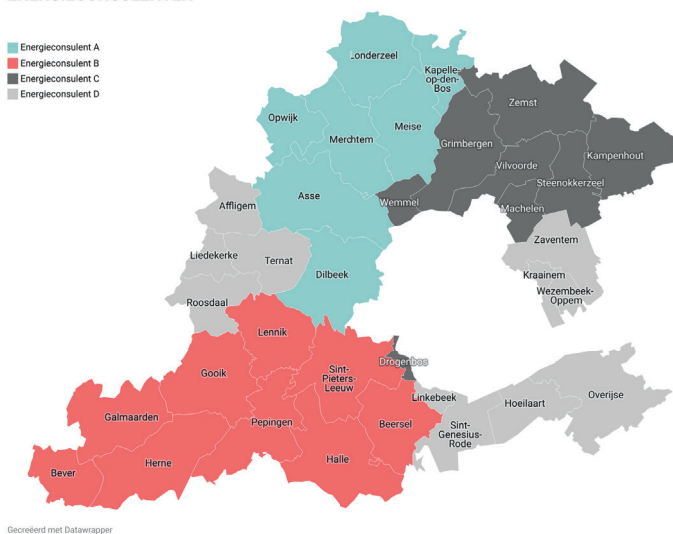 Energieconsulent A
Energieconsulent B
Energieconsulent C
Energieconsulent D
Londerzeel
Kapelle-
op-den-
Bos
Zemst
Opwijk
Merchtem
Meise
Grimbergen
Vilvoorde
Kampenhout
Steenokkerzeel
Asse
Wemmel
Machelen
Affligem
Zaventem
Liedekerke
Ternat
Dilbeek
Kraainem
Wezembeek-
Oppem
Roosdaal
Lennik
Drogenbos
Gooik
Sint-
Pieters-
Leeuw
Linkebeek
Hoeilaart
Overijse
Galmaarden
Pepingen
Beersel
Sint-
Genesius-
Rode
Bever
Herne
Halle
Gecreëerd met Datawrapper